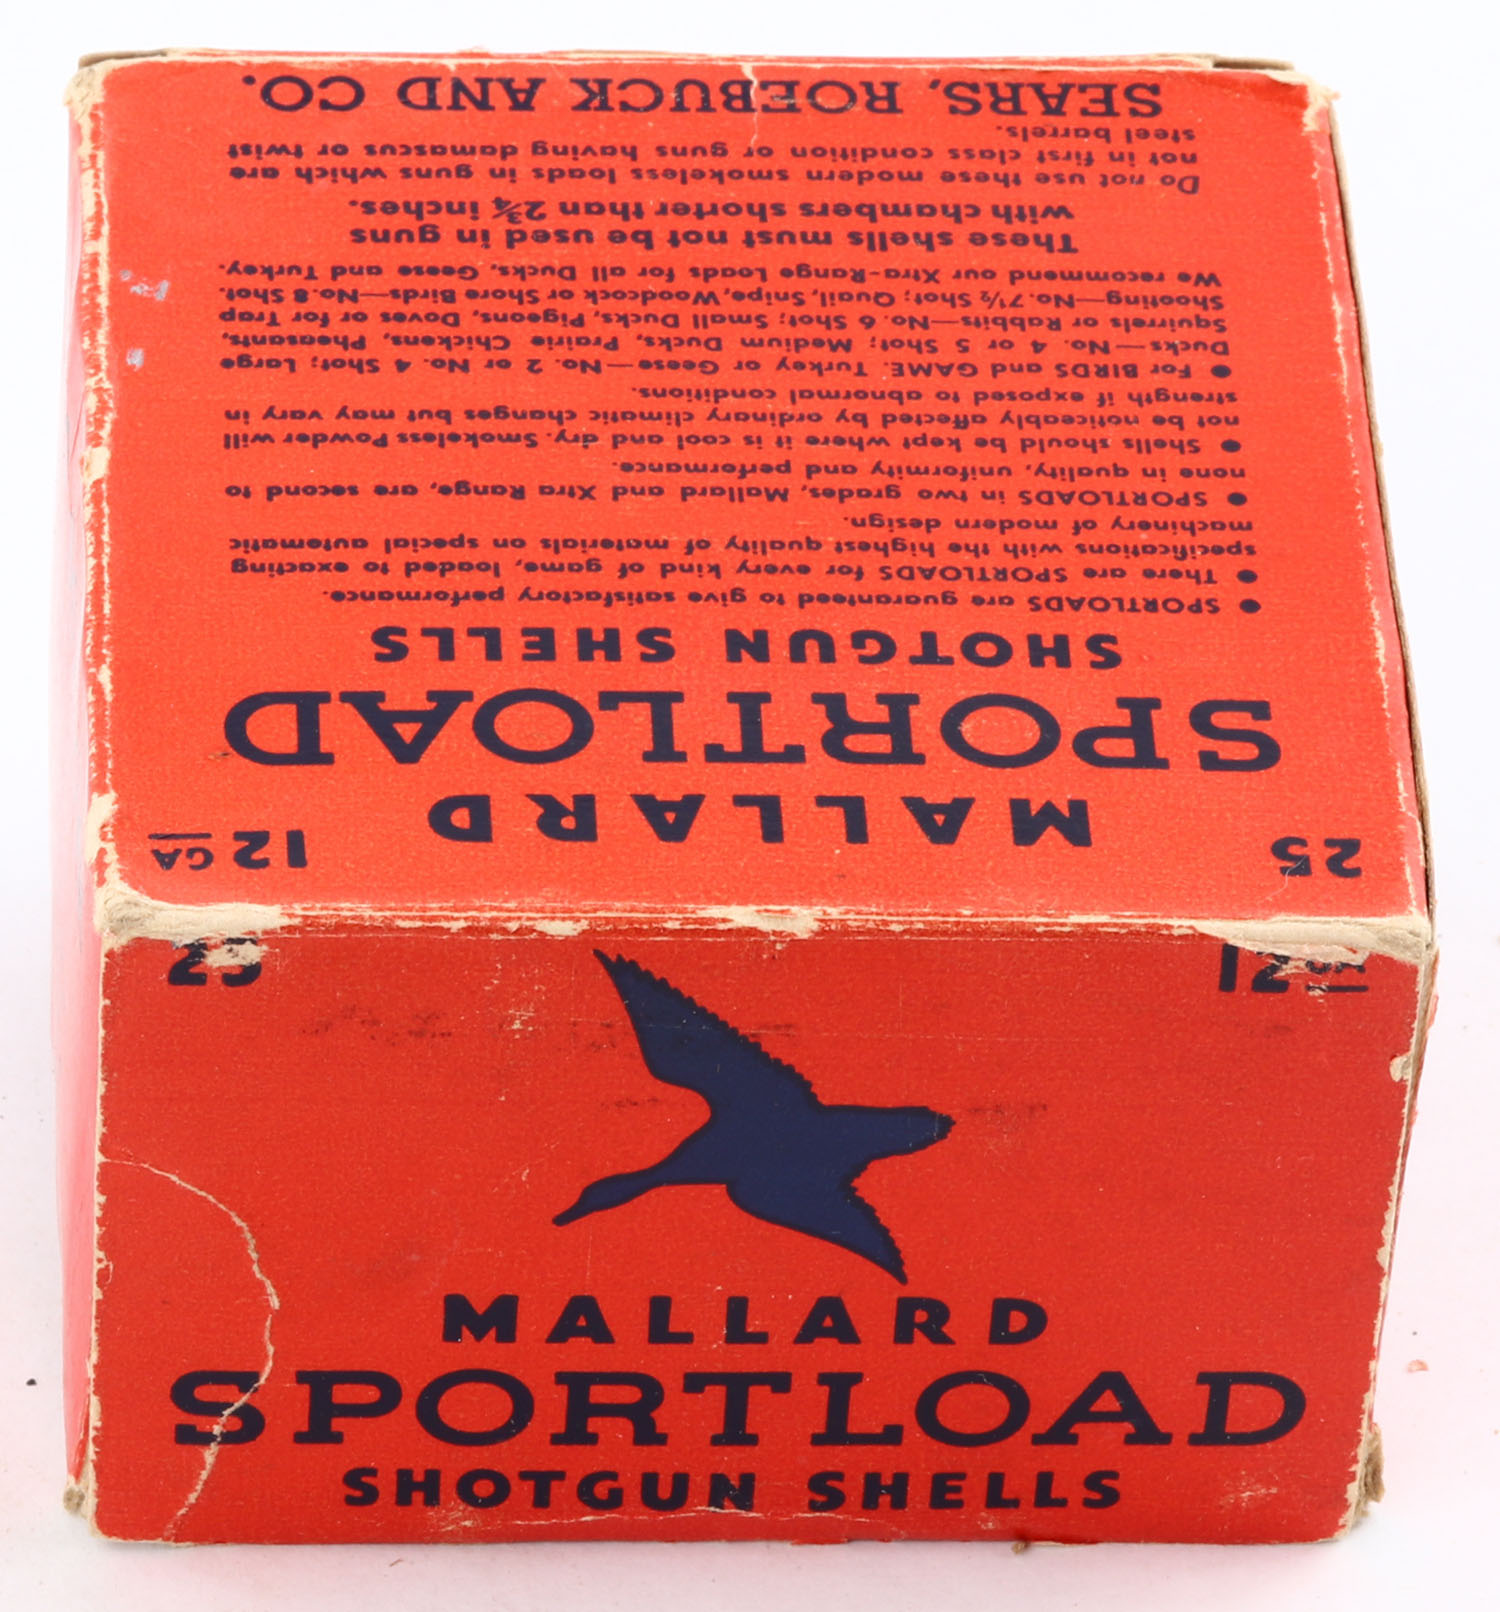 25
12 GA
MALLARD
SPORTLOAD
SHOTGUN SHELLS
● SPORTLOADS are guaranteed to give satisfactory performance.
● There are SPORTLOADS for every kind of game, loaded to exacting
specifications with the highest quality of materials on special automatic
machinery of modern design.
● SPORTLOADS in two grades, Mallard and Xtra Range, are second to
none in quality, uniformity and performance.
● Shells should be kept where it is cool and dry. Smokeless Powder will
not be noticeably affected by ordinary climatic changes but may vary in
strength if exposed to abnormal conditions.
● For BIRDS and GAME. Turkey or Geese—No. 2 or No. 4 Shot; Large
Ducks—No. 4 or 5 Shot; Medium Ducks, Prairie Chickens, Pheasants,
Squirrels or Rabbits—No. 6 Shot; Small Ducks, Pigeons, Doves or for Trap
Shooting—No. 7½ Shot; Quail, Snipe, Woodcock or Shore Birds—No. 8 Shot.
We recommend our Xtra-Range Loads for all Ducks, Geese and Turkey.
These shells must not be used in guns
with chambers shorter than 2¾ inches.
Do not use these modern smokeless loads in guns which are
not in first class condition or guns having damascus or twist
steel barrels.
SEARS, ROEBUCK AND CO.
25
12 GA
MALLARD
SPORTLOAD
SHOTGUN SHELLS